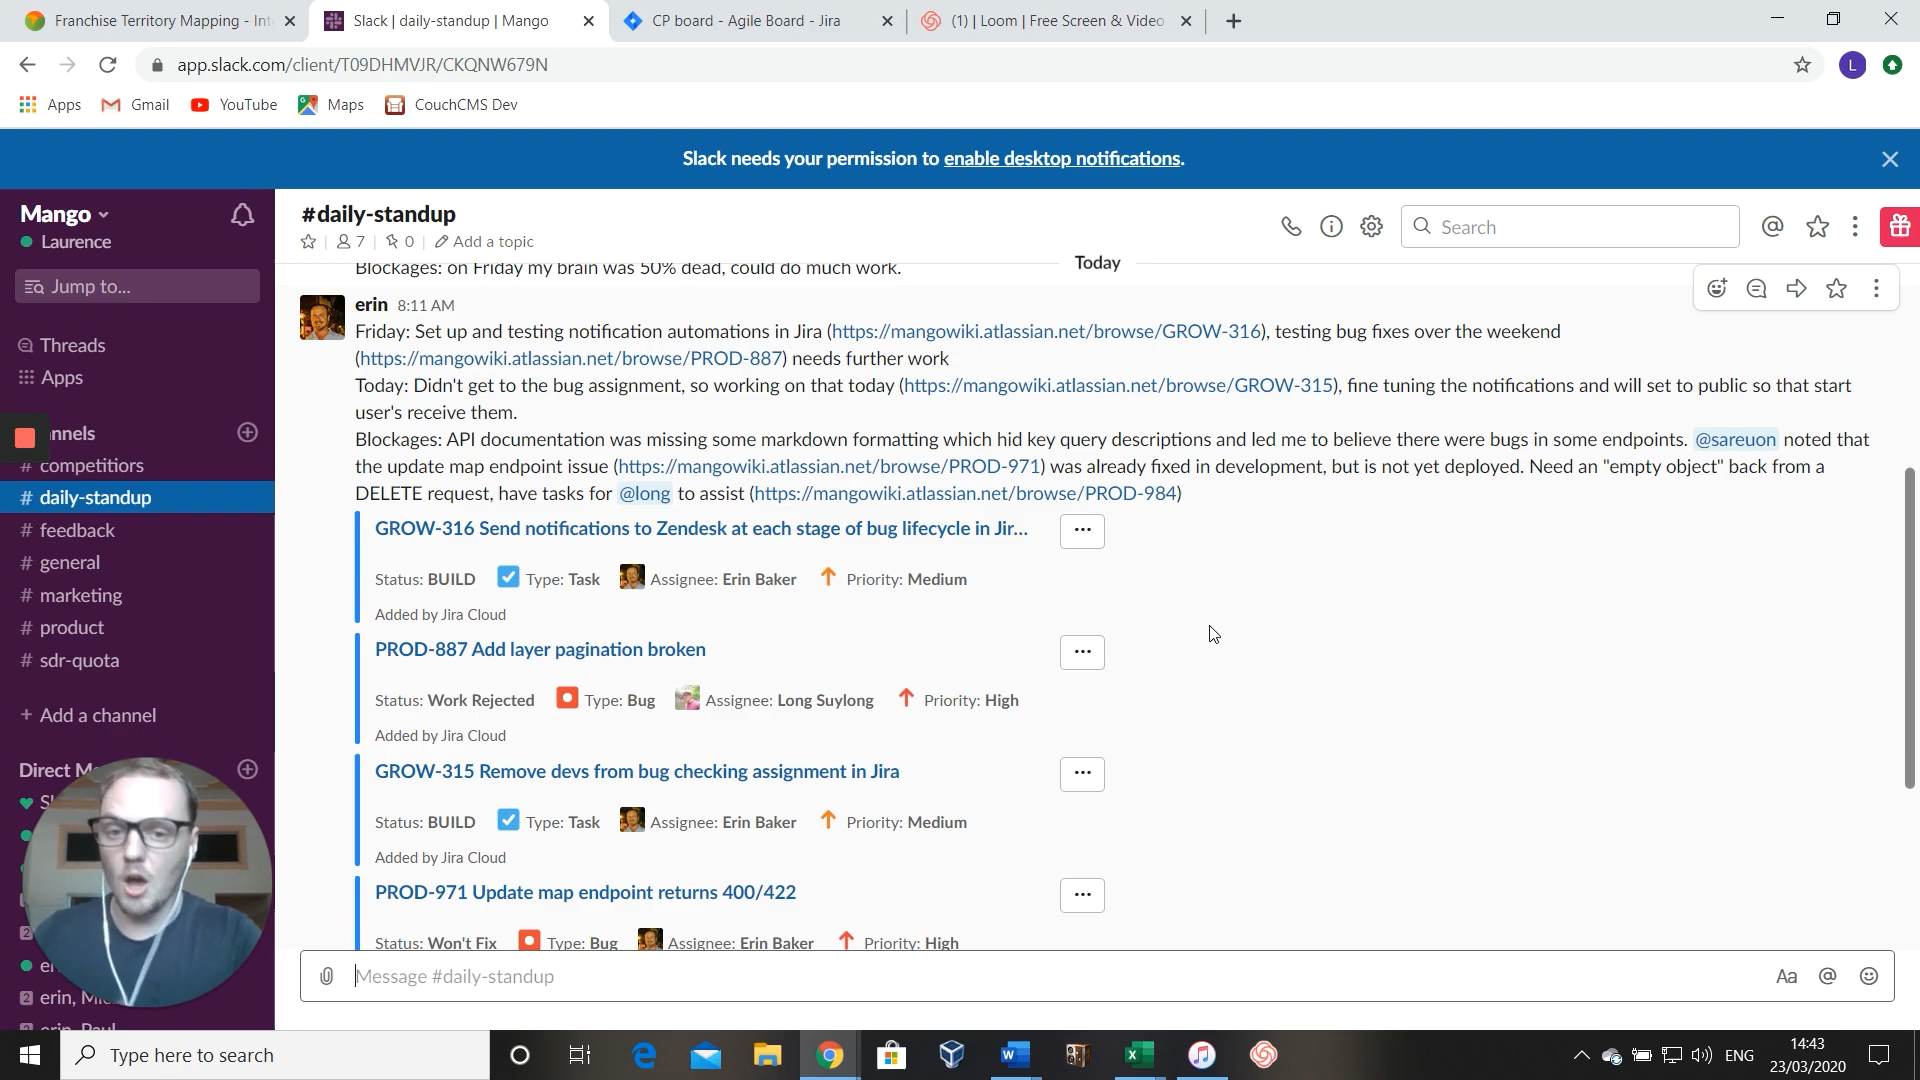 Franchise Territory Mapping - Int
Slack | daily-standup | Mango
CP board - Agile Board - Jira
(1) | Loom | Free Screen & Video
app.slack.com/client/T09DHMVJR/CKQNW679N
L
Apps
Gmail
YouTube
Maps
CouchCMS Dev
Slack needs your permission to enable desktop notifications.
Mango
Laurence
Jump to...
Threads
Apps
nnels
# competitiors
# daily-standup
# feedback
# general
# marketing
# product
# sdr-quota
+ Add a channel
Direct M
erin,
#daily-standup
7
0
Add a topic
Search
Blockages: on Friday my brain was 50% dead, could do much work.
Today
erin 8:11 AM
Friday: Set up and testing notification automations in Jira (https://mangowiki.atlassian.net/browse/GROW-316), testing bug fixes over the weekend
(https://mangowiki.atlassian.net/browse/PROD-887) needs further work
Today: Didn't get to the bug assignment, so working on that today (https://mangowiki.atlassian.net/browse/GROW-315), fine tuning the notifications and will set to public so that start
user's receive them.
Blockages: API documentation was missing some markdown formatting which hid key query descriptions and led me to believe there were bugs in some endpoints. @sareuon noted that
the update map endpoint issue (https://mangowiki.atlassian.net/browse/PROD-971) was already fixed in development, but is not yet deployed. Need an "empty object" back from a
DELETE request, have tasks for @long to assist (https://mangowiki.atlassian.net/browse/PROD-984)
GROW-316 Send notifications to Zendesk at each stage of bug lifecycle in Jir...
Status: BUILD Type: Task Assignee: Erin Baker Priority: Medium
Added by Jira Cloud
PROD-887 Add layer pagination broken
Status: Work Rejected Type: Bug Assignee: Long Suylong Priority: High
Added by Jira Cloud
GROW-315 Remove devs from bug checking assignment in Jira
Status: BUILD Type: Task Assignee: Erin Baker Priority: Medium
Added by Jira Cloud
PROD-971 Update map endpoint returns 400/422
Status: Won't Fix Type: Bug Assignee: Erin Baker Priority: High
Message #daily-standup
Aa @
Type here to search
ENG
14:43
23/03/2020